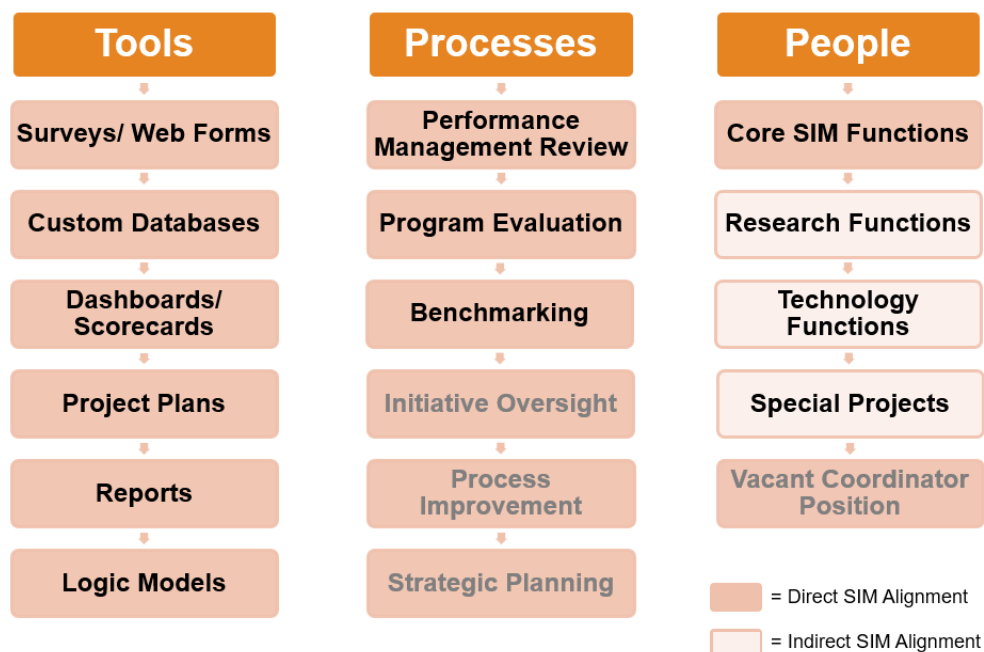 Tools
Surveys/ Web Forms
Custom Databases
Dashboards/
Scorecards
Project Plans
Reports
Logic Models
Processes
Performance
Management Review
Program Evaluation
Benchmarking
Initiative Oversight
Process
Improvement
Strategic Planning
People
Core SIM Functions
Research Functions
Technology
Functions
Special Projects
Vacant Coordinator
Position
= Direct SIM Alignment
= Indirect SIM Alignment